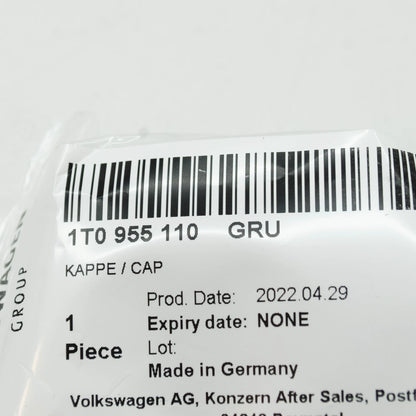 1T0 955 110 GRU
KAPPE / CAP
Prod. Date: 2022.04.29
1 Expiry date: NONE
Piece Lot:
Made in Germany
Volkswagen AG, Konzern After Sales,
GROUP